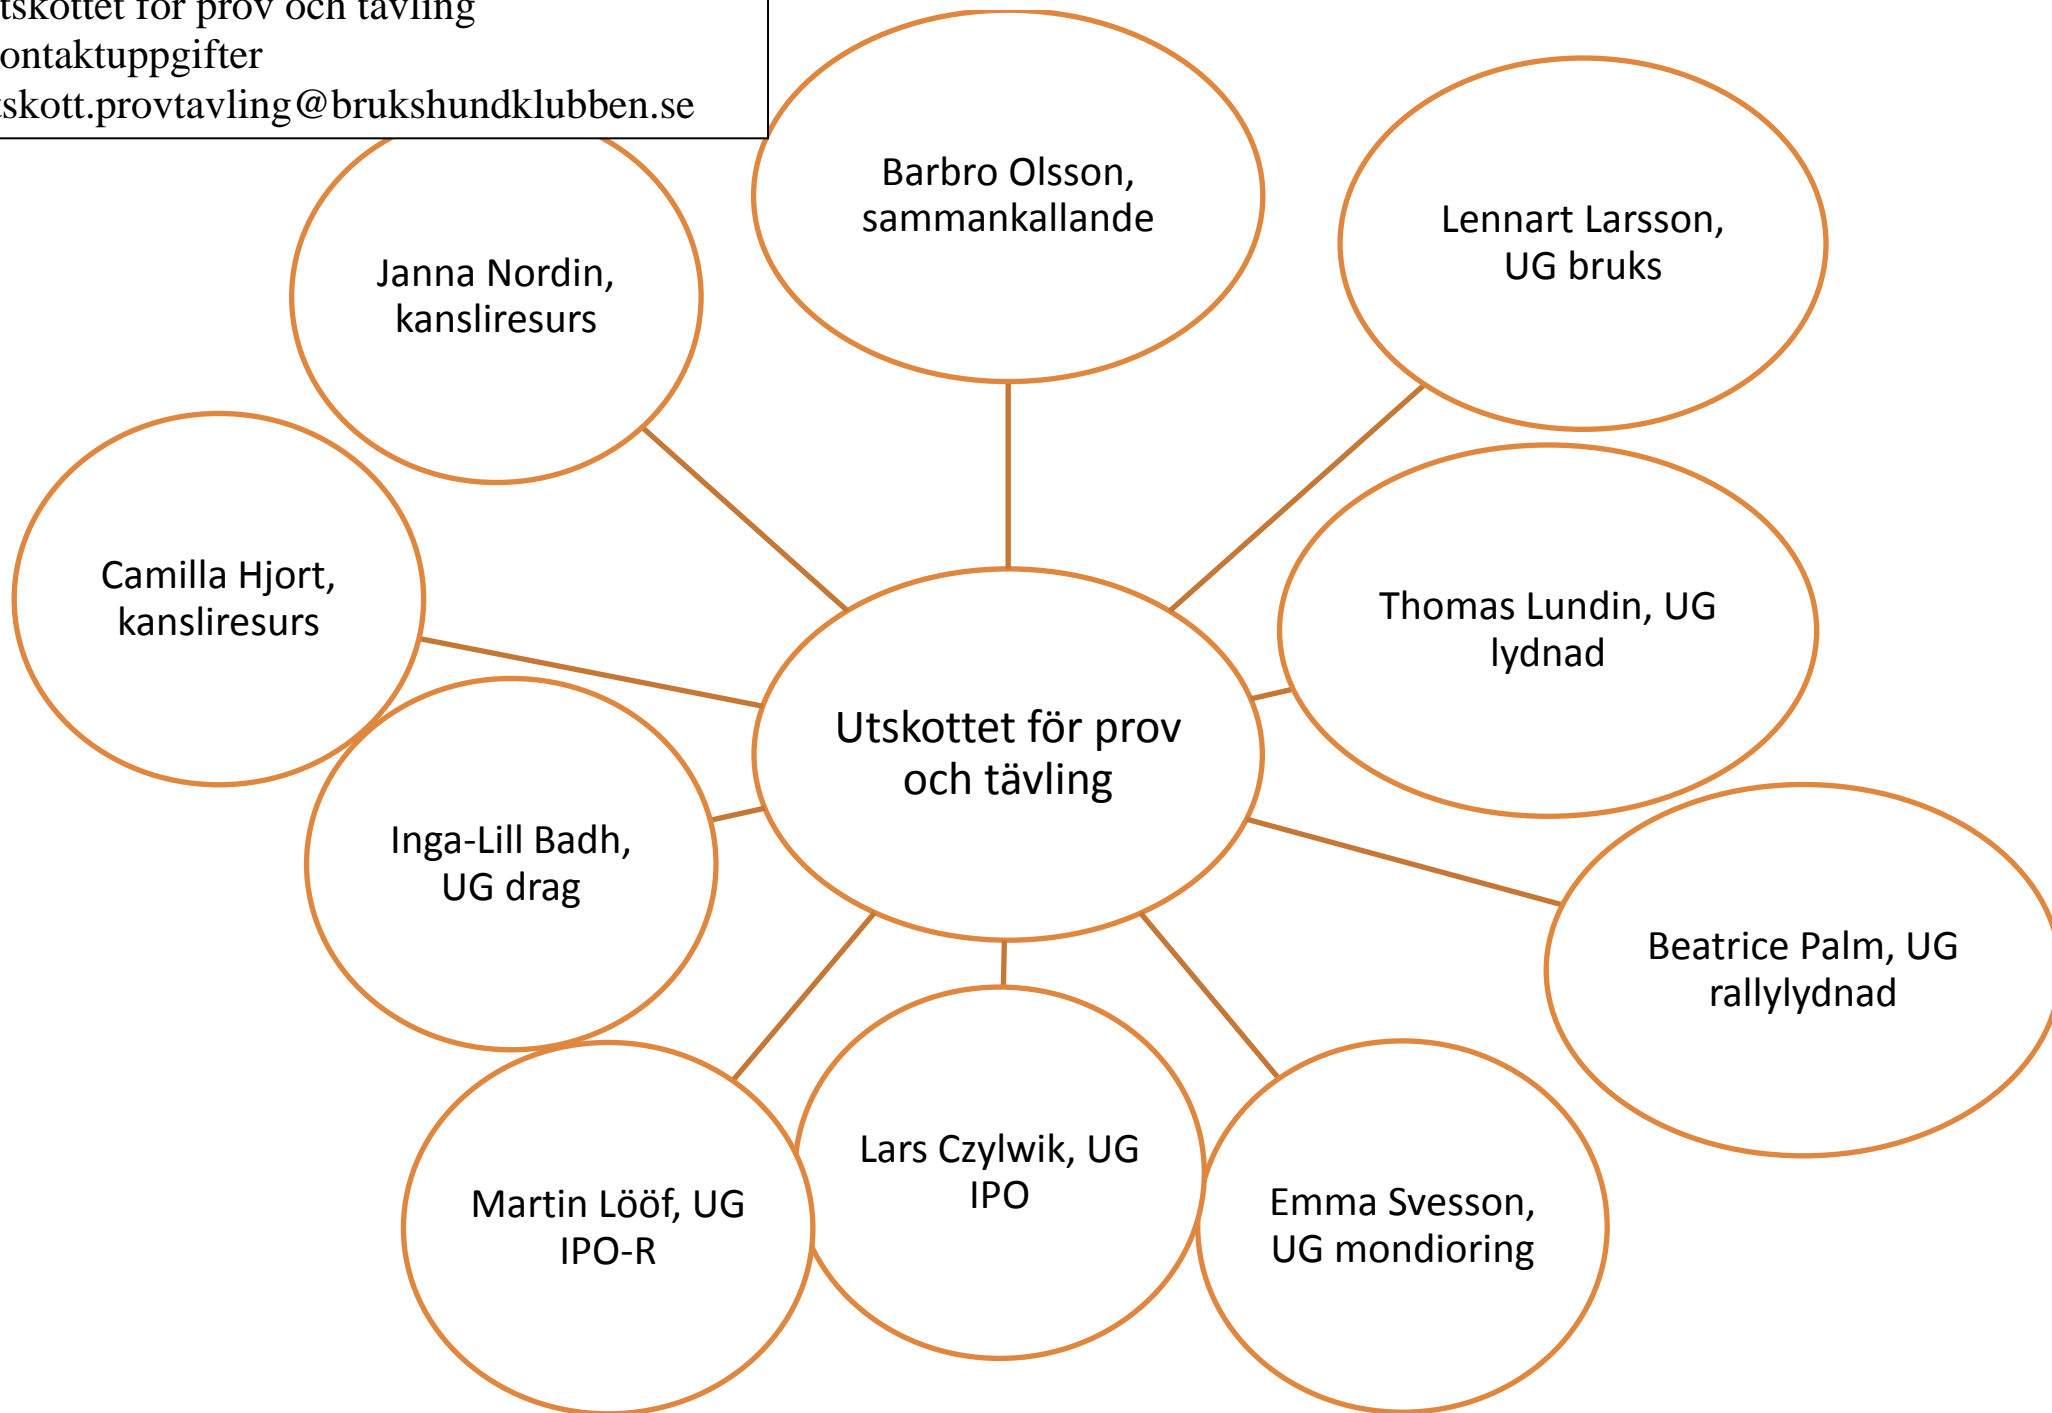 tskottet för prov och tävling
ontaktuppgifter
tskott.provtavling@brukshundklubben.se
Barbro Olsson,
sammankallande
Lennart Larsson,
UG bruks
Janna Nordin,
kansliresurs
Camilla Hjort,
kansliresurs
Thomas Lundin, UG
lydnad
Utskottet för prov
och tävling
Inga-Lill Badh,
UG drag
Beatrice Palm, UG
rallylydnad
Lars Czylwik, UG
IPO
Martin Lööf, UG
IPO-R
Emma Svesson,
UG mondioring